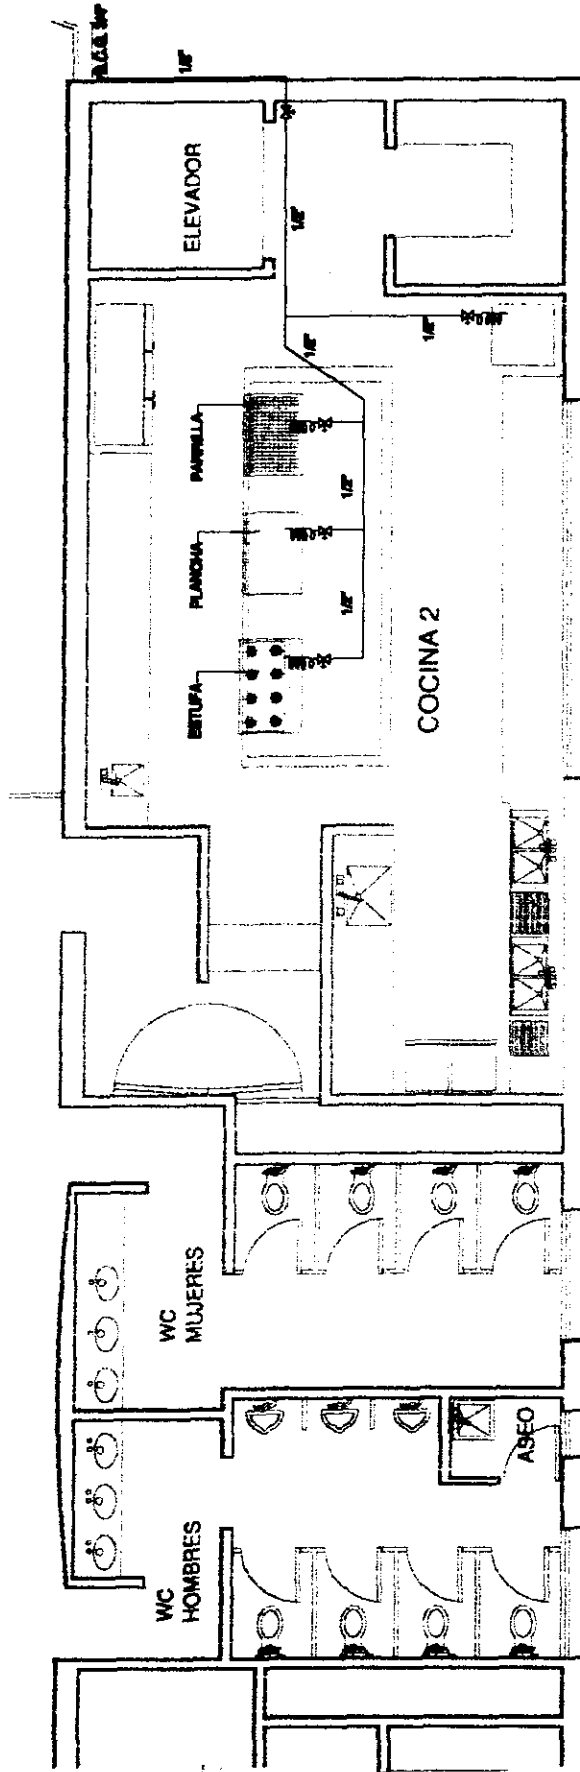 1/2"
ELEVADOR
1/2"
1/2"
1/2"
PARRILLA
1/2"
PLANCHA
1/2"
ESTUFA
COCINA 2
WC
MUJERES
ASEO
WC
HOMBRES